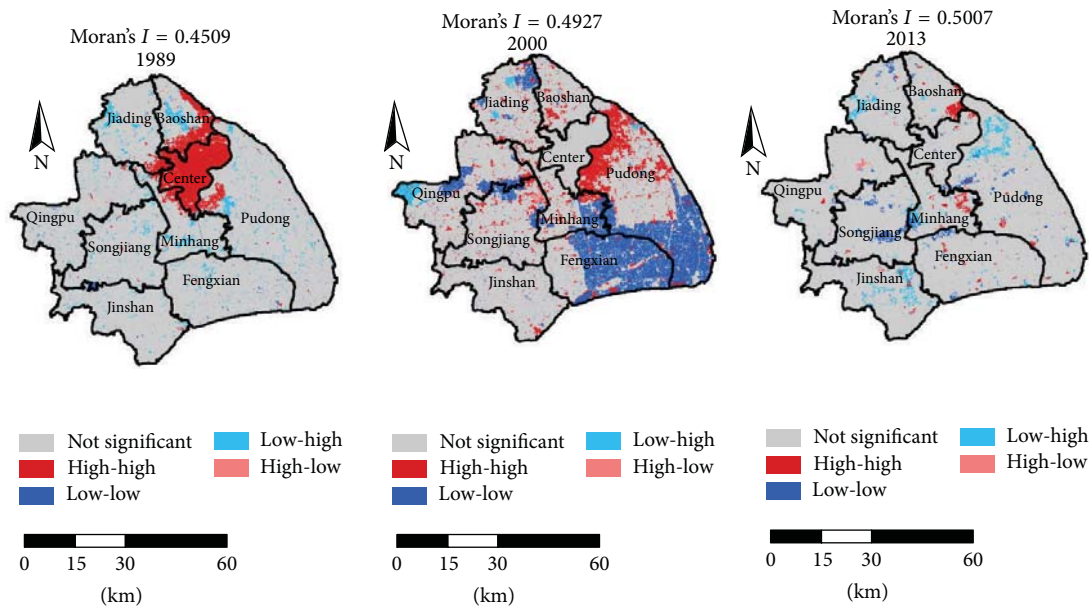 Moran's I = 0.4509
1989
N
Jiading
Baoshan
Center
Qingpu
Pudong
Songjiang
Minhang
Fengxian
Jinshan
Not significant
High-high
Low-low
Low-high
High-low
0 15 30 60
(km)
Moran's I = 0.4927
2000
N
Jiading
Baoshan
Center
Pudong
Qingpu
Minhang
Songjiang
Fengxian
Jinshan
Not significant
High-high
Low-low
Low-high
High-low
0 15 30 60
(km)
Moran's I = 0.5007
2013
N
Jiading
Baoshan
Center
Qingpu
Pudong
Minhang
Songjiang
Fengxian
Jinshan
Not significant
High-high
Low-low
Low-high
High-low
0 15 30 60
(km)